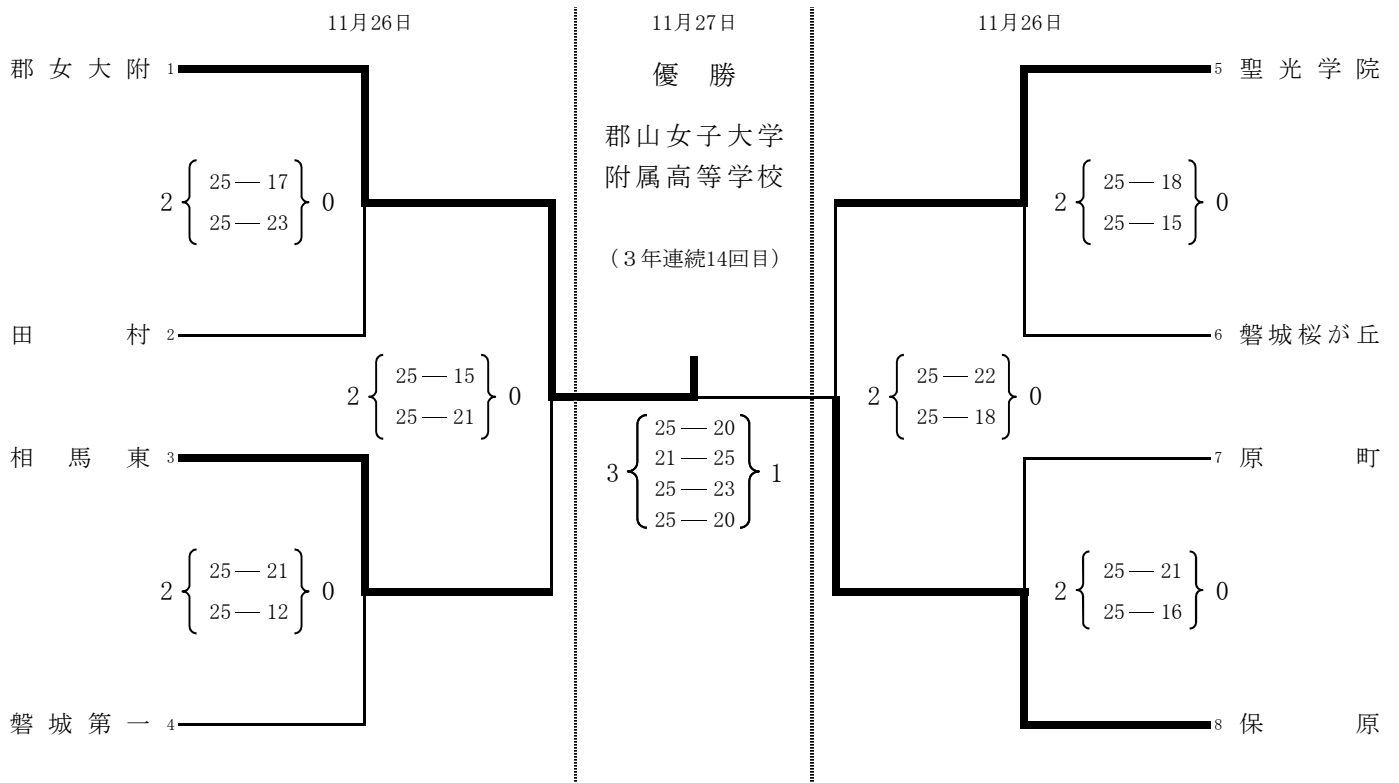 11月26日 11月27日 11月26日
郡女大附 1 優勝 5 聖光学院
郡山女子大学
附属高等学校
2 25 — 17 0 2 25 — 18 0
25 — 23 25 — 15
（３年連続14回目）
田村 2 6 磐城桜が丘
2 25 — 15 0 2 25 — 22 0
25 — 21 25 — 18
相馬東 3 7 原町
3 25 — 20 1
21 — 25
25 — 23
25 — 20
2 25 — 21 0 2 25 — 21 0
25 — 12 25 — 16
磐城第一 4 8 保原